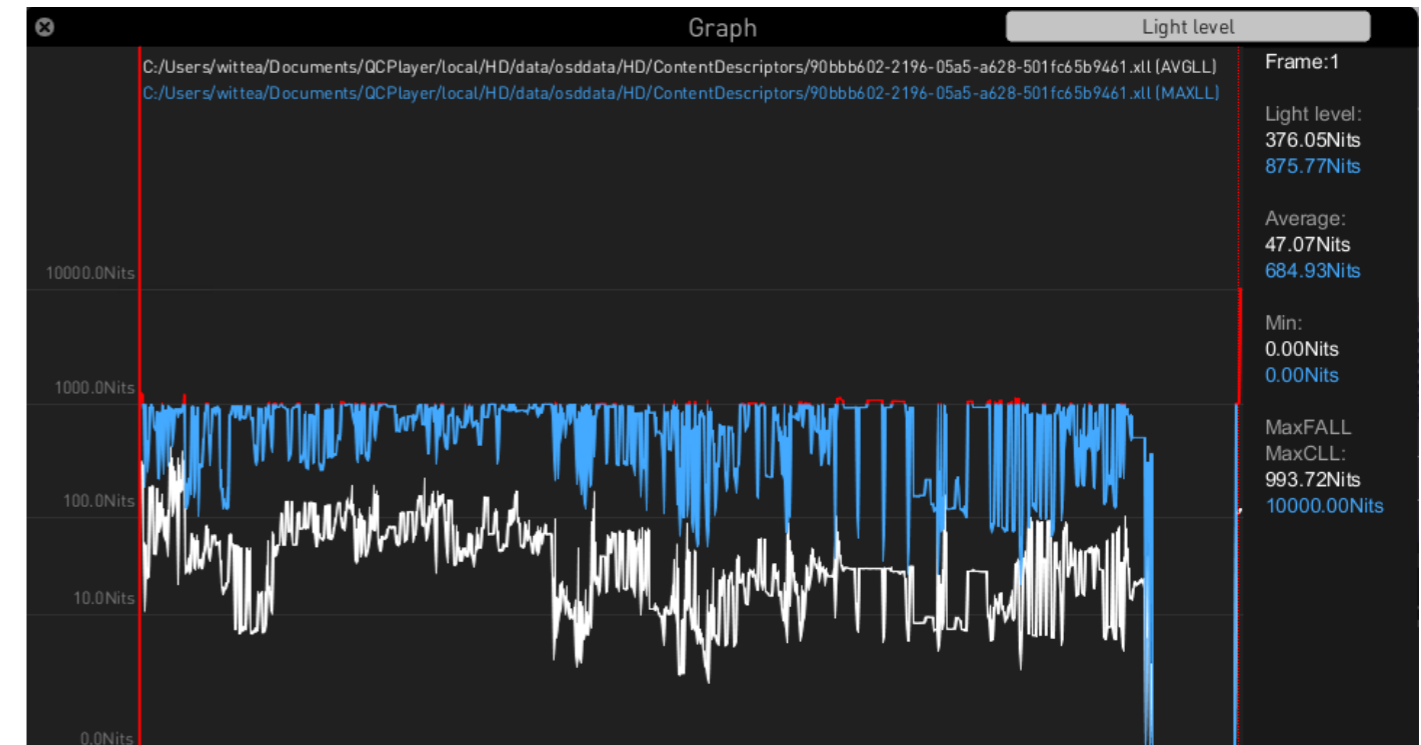 Graph
Light level
C:/Users/wittea/Documents/QCPlayer/local/HD/data/osddata/HD/ContentDescriptors/90bbb602-2196-05a5-a628-501fc65b9461.xll (AVGLL)
C:/Users/wittea/Documents/QCPlayer/local/HD/data/osddata/HD/ContentDescriptors/90bbb602-2196-05a5-a628-501fc65b9461.xll (MAXLL)
10000.0Nits
1000.0Nits
100.0Nits
10.0Nits
0.0Nits
Frame:1
Light level:
376.05Nits
875.77Nits
Average:
47.07Nits
684.93Nits
Min:
0.00Nits
0.00Nits
MaxFALL
MaxCLL:
993.72Nits
10000.00Nits